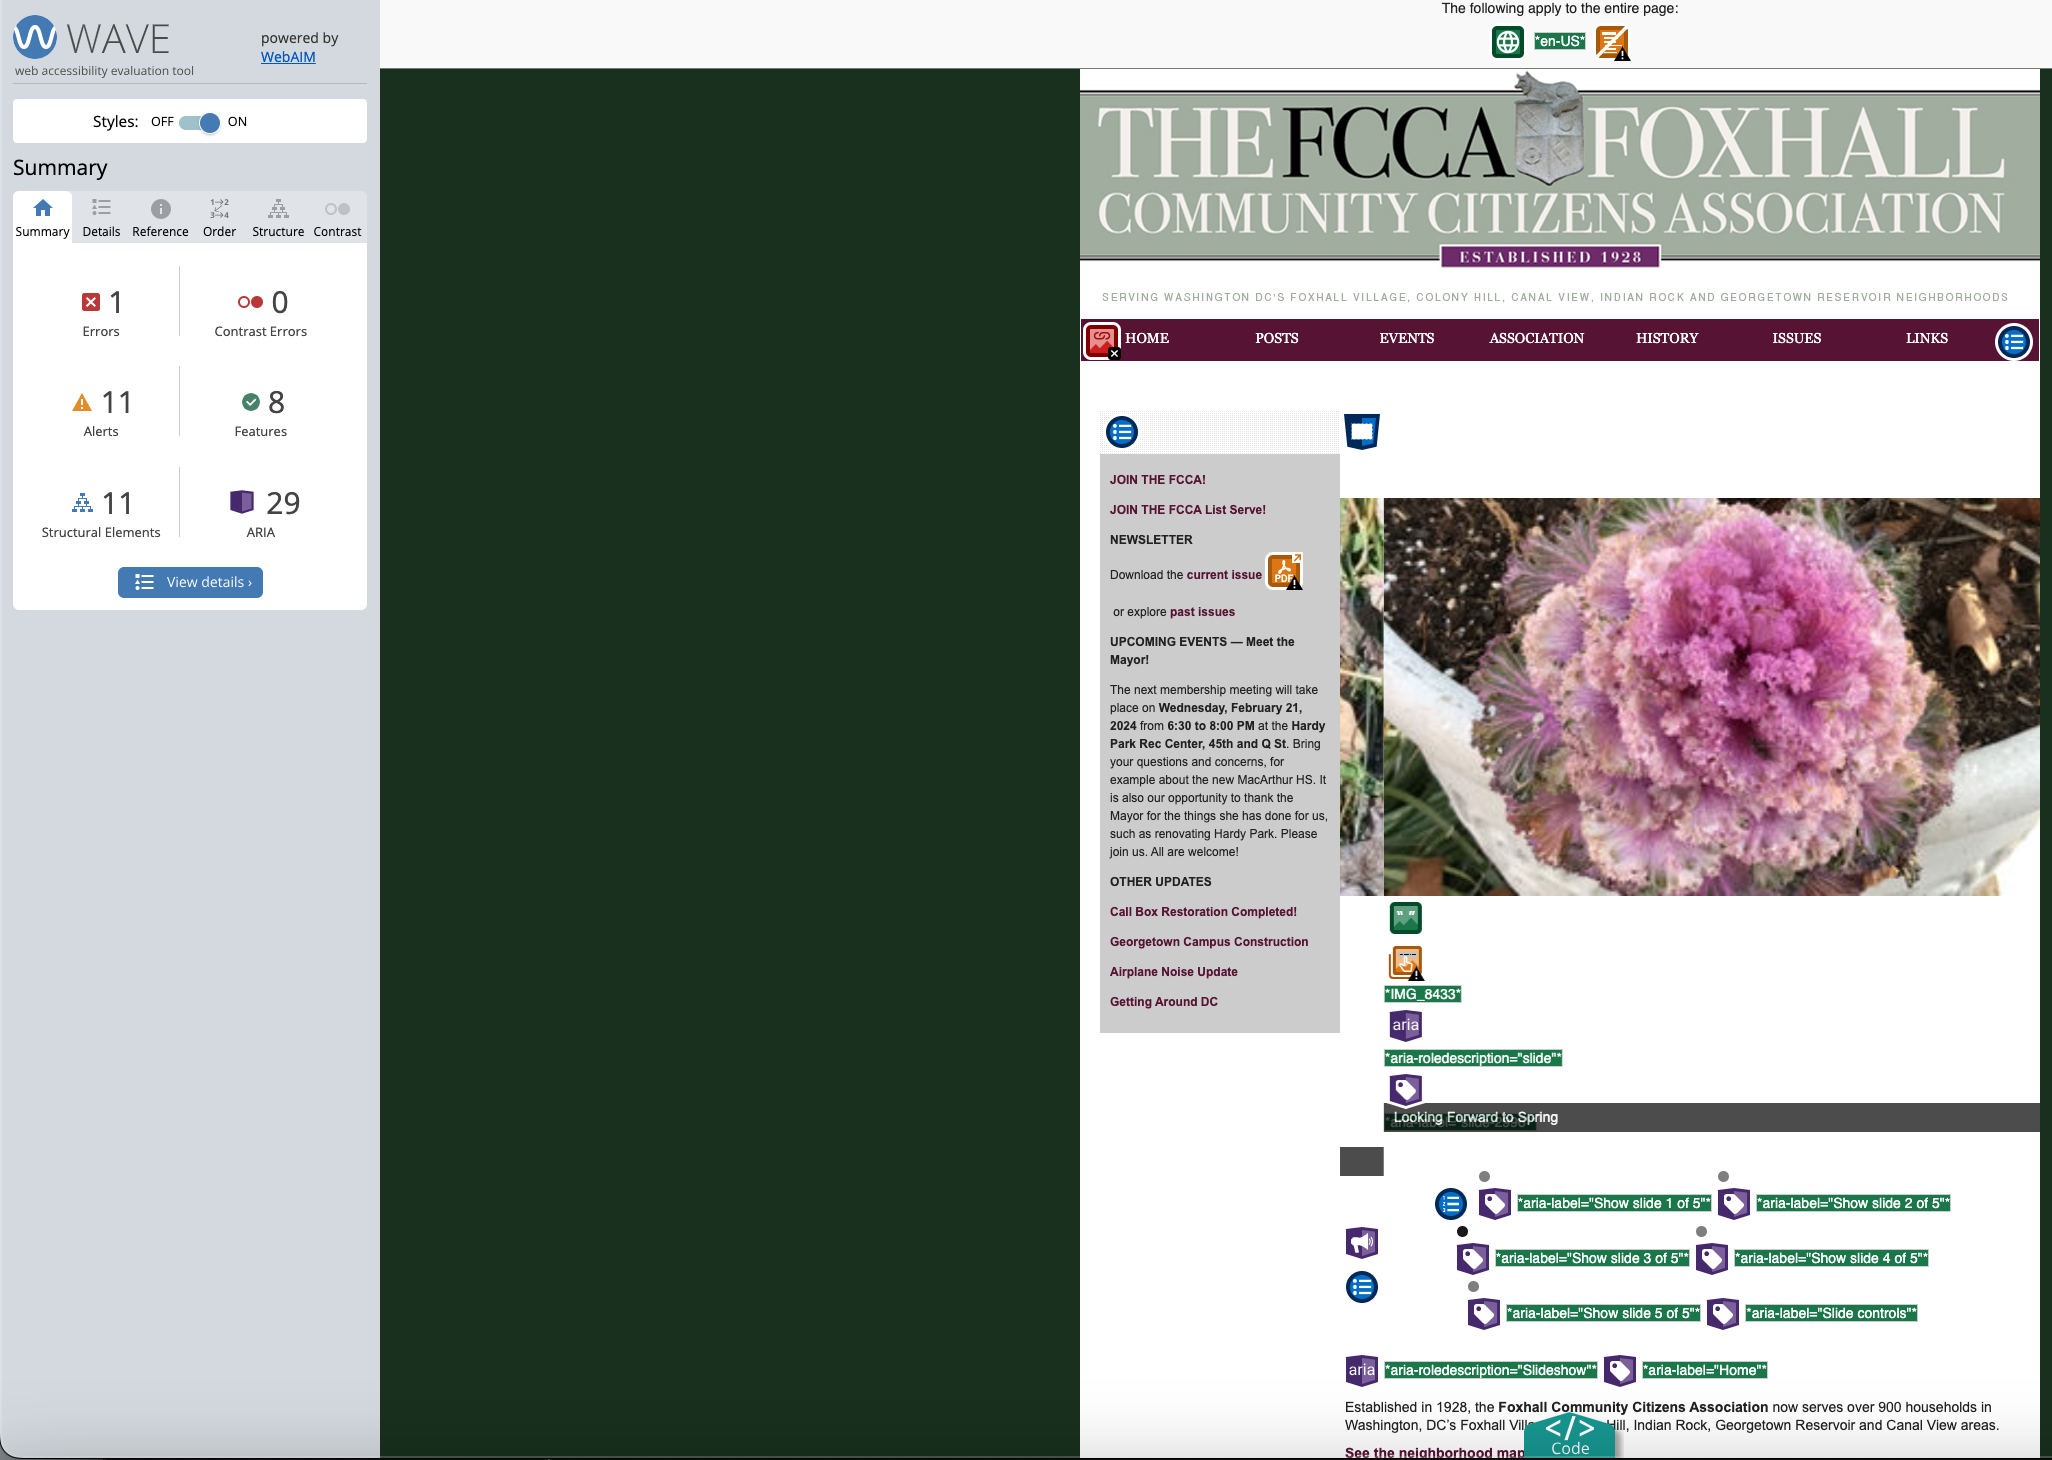 WAVE
powered by
WebAIM
web accessibility evaluation tool
Styles: OFF ON
Summary
Summary Details Reference Order Structure Contrast
1
Errors
0
Contrast Errors
11
Alerts
8
Features
11
Structural Elements
29
ARIA
View details ›
The following apply to the entire page:
*en-US*
THE FCCA FOXHALL
COMMUNITY CITIZENS ASSOCIATION
ESTABLISHED 1928
SERVING WASHINGTON DC'S FOXHALL VILLAGE, COLONY HILL, CANAL VIEW, INDIAN ROCK AND GEORGETOWN RESERVOIR NEIGHBORHOODS
HOME POSTS EVENTS ASSOCIATION HISTORY ISSUES LINKS
JOIN THE FCCA!
JOIN THE FCCA List Serve!
NEWSLETTER
Download the current issue PDF
or explore past issues
UPCOMING EVENTS — Meet the
Mayor!
The next membership meeting will take
place on Wednesday, February 21,
2024 from 6:30 to 8:00 PM at the Hardy
Park Rec Center, 45th and Q St. Bring
your questions and concerns, for
example about the new MacArthur HS. It
is also our opportunity to thank the
Mayor for the things she has done for us,
such as renovating Hardy Park. Please
join us. All are welcome!
OTHER UPDATES
Call Box Restoration Completed!
Georgetown Campus Construction
Airplane Noise Update
Getting Around DC
*IMG_8433*
aria
*aria-roledescription="slide"*
Looking Forward to Spring
*aria-label="Show slide 1 of 5"* *aria-label="Show slide 2 of 5"*
*aria-label="Show slide 3 of 5"* *aria-label="Show slide 4 of 5"*
*aria-label="Show slide 5 of 5"* *aria-label="Slide controls"*
aria *aria-roledescription="Slideshow"* *aria-label="Home"*
Established in 1928, the Foxhall Community Citizens Association now serves over 900 households in
Washington, DC's Foxhall Hill, Indian Rock, Georgetown Reservoir and Canal View areas.
See the neighborhood map
</> Code